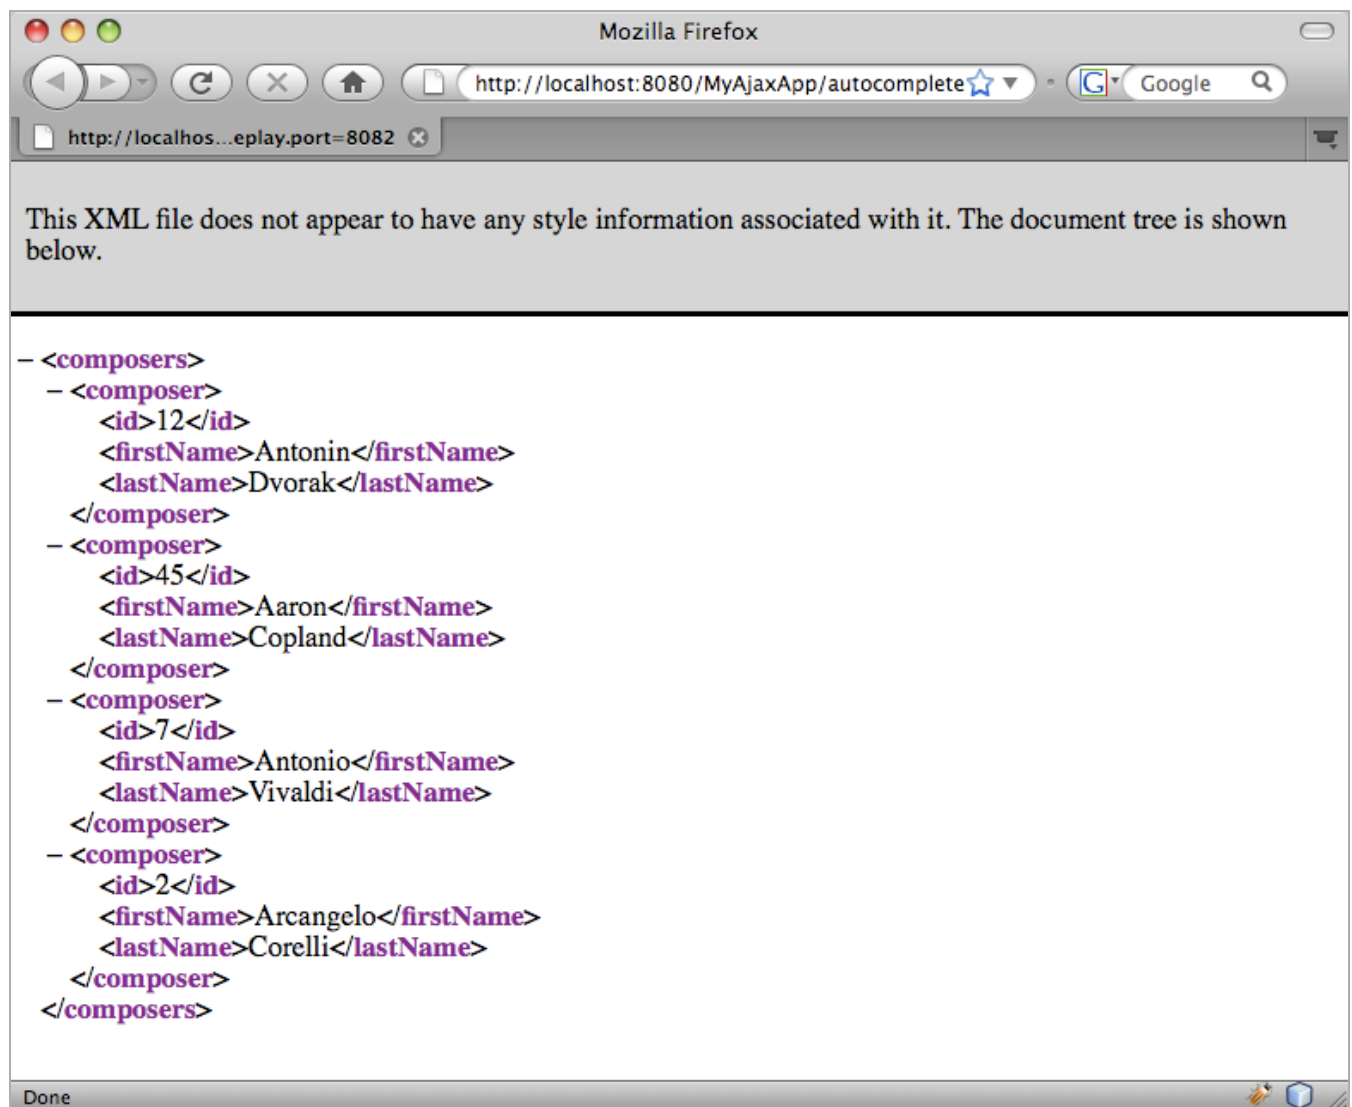 Mozilla Firefox
http://localhost:8080/MyAjaxApp/autocomplete
Google
http://localhos...eplay.port=8082
This XML file does not appear to have any style information associated with it. The document tree is shown
below.
− <composers>
− <composer>
<id>12</id>
<firstName>Antonin</firstName>
<lastName>Dvorak</lastName>
</composer>
− <composer>
<id>45</id>
<firstName>Aaron</firstName>
<lastName>Copland</lastName>
</composer>
− <composer>
<id>7</id>
<firstName>Antonio</firstName>
<lastName>Vivaldi</lastName>
</composer>
− <composer>
<id>2</id>
<firstName>Arcangelo</firstName>
<lastName>Corelli</lastName>
</composer>
</composers>
Done